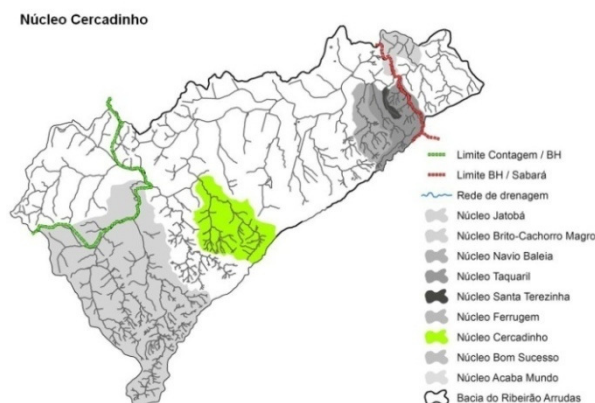 Núcleo Cercadinho
Limite Contagem / BH
Limite BH / Sabará
Rede de drenagem
Núcleo Jatobá
Núcleo Brito-Cachorro Magro
Núcleo Navio Baleia
Núcleo Taquaril
Núcleo Santa Terezinha
Núcleo Ferrugem
Núcleo Cercadinho
Núcleo Bom Sucesso
Núcleo Acaba Mundo
Bacia do Ribeirão Arrudas